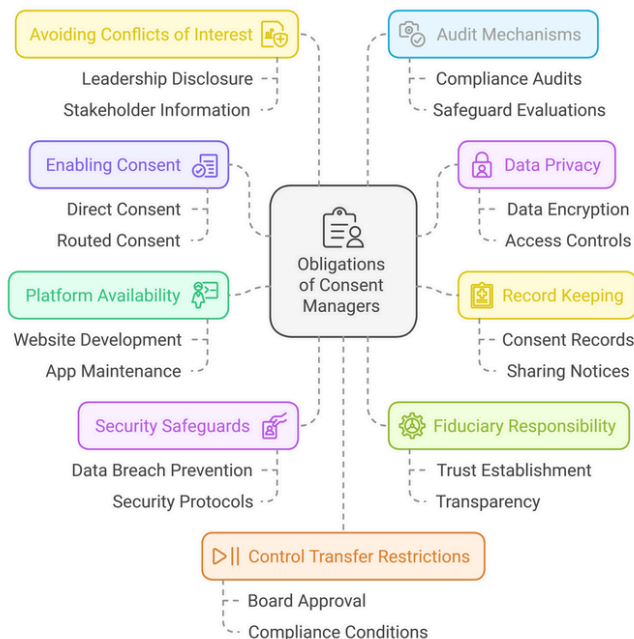 Avoiding Conflicts of Interest
Leadership Disclosure
Stakeholder Information
Audit Mechanisms
Compliance Audits
Safeguard Evaluations
Enabling Consent
Direct Consent
Routed Consent
Data Privacy
Data Encryption
Access Controls
Obligations
of Consent
Managers
Platform Availability
Website Development
App Maintenance
Record Keeping
Consent Records
Sharing Notices
Security Safeguards
Data Breach Prevention
Security Protocols
Fiduciary Responsibility
Trust Establishment
Transparency
Control Transfer Restrictions
Board Approval
Compliance Conditions